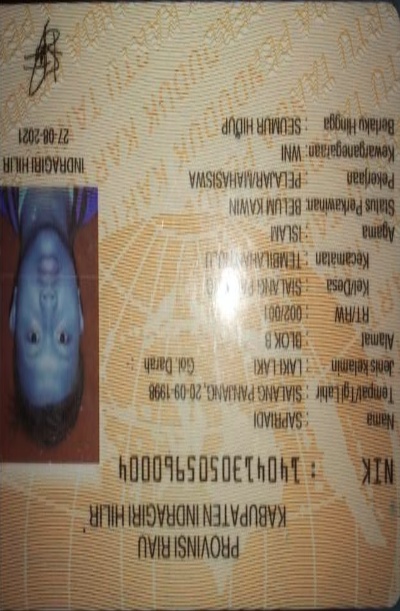 PROVINSI RIAU
KABUPATEN INDRAGIRI HILIR
NIK : 1404130505960004
Nama : SAPRIADI
Tempat/Tgl Lahir : SIALANG PANJANG, 20-09-1998
Jenis kelamin : LAKI-LAKI Gol. Darah : -
Alamat : BLOK B
RT/RW : 002/001
Kel/Desa : SIALANG
Kecamatan : TEMBILAHAN HULU
Agama : ISLAM
Status Perkawinan : BELUM KAWIN
Pekerjaan : PELAJAR/MAHASISWA
Kewarganegaraan : WNI
Berlaku Hingga : SEUMUR HIDUP
INDRAGIRI HILIR
27-08-2021